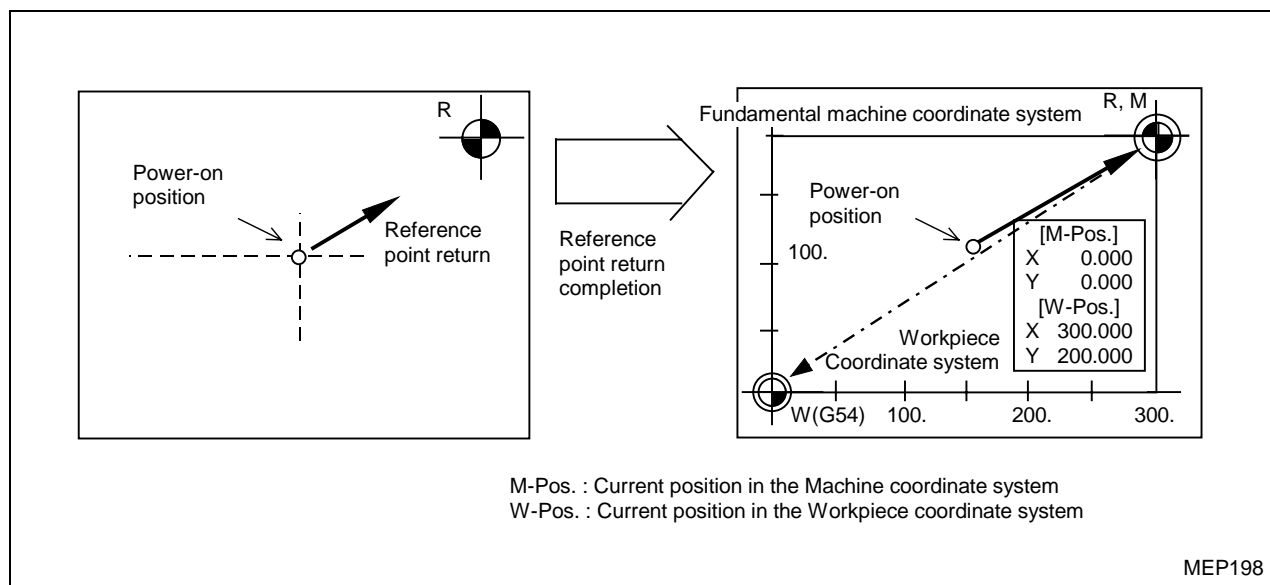 R
Power-on
position
Reference
point return
Reference
point return
completion
Fundamental machine coordinate system
R, M
Power-on
position
100.
[M-Pos.]
X 0.000
Y 0.000
[W-Pos.]
X 300.000
Y 200.000
Workpiece
Coordinate system
W(G54) 100. 200. 300.
M-Pos. : Current position in the Machine coordinate system
W-Pos. : Current position in the Workpiece coordinate system
MEP198